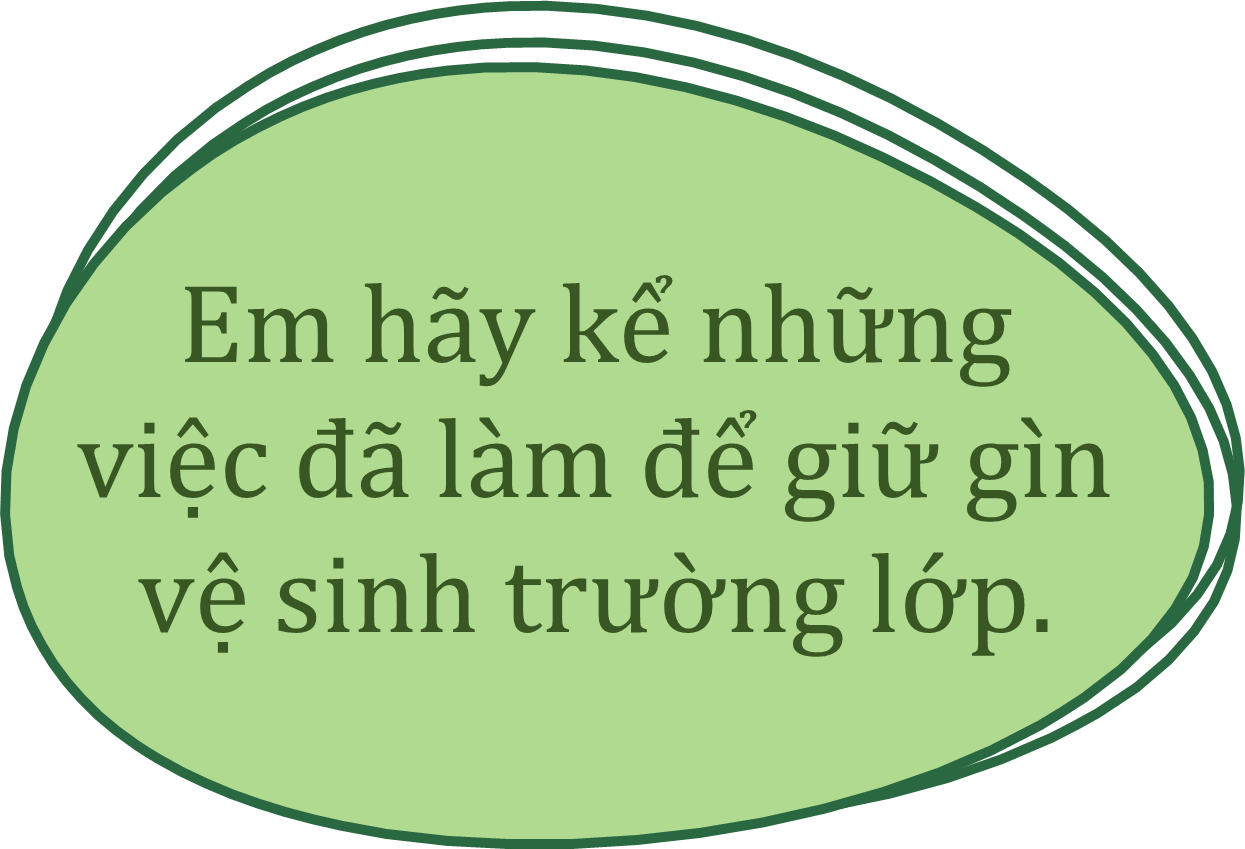 Em hãy kể những
việc đã làm để giữ gìn
vệ sinh trường lớp.